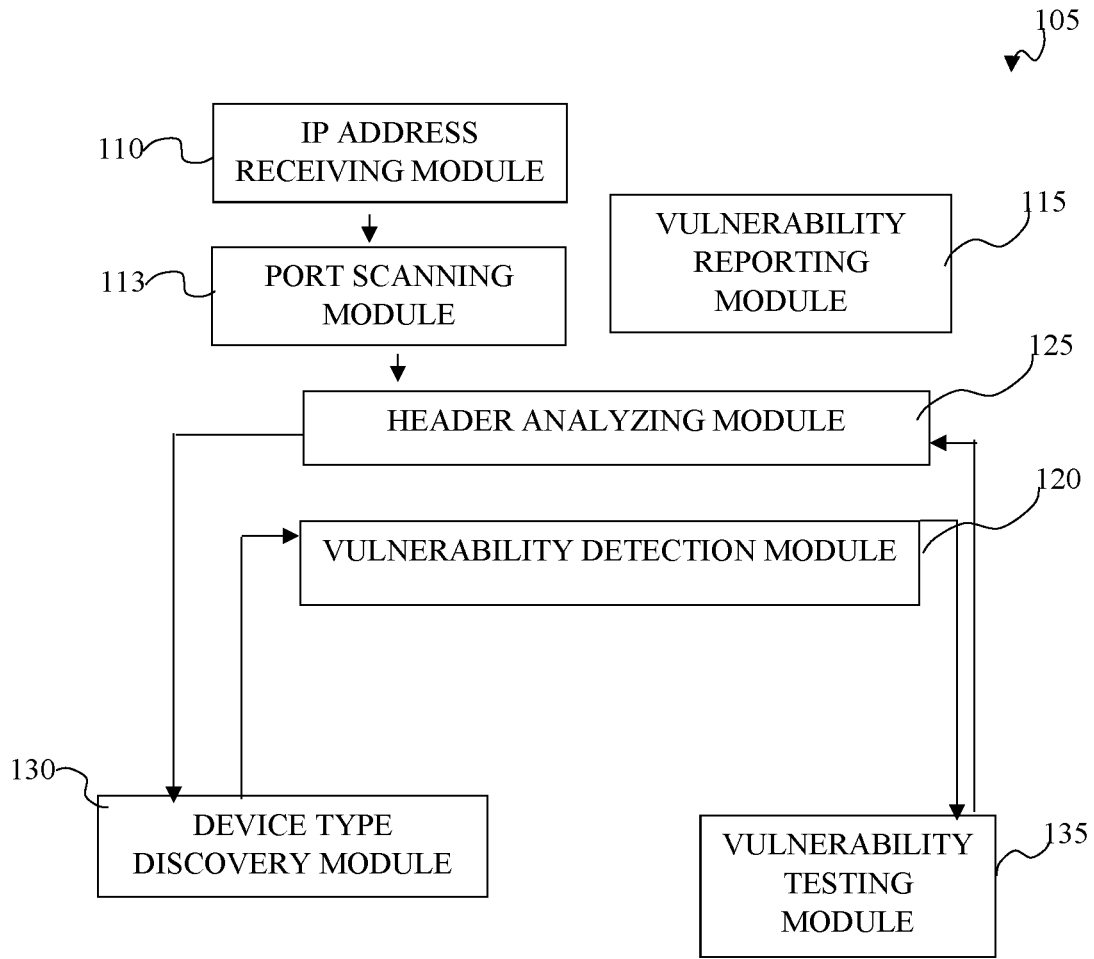 105
110
IP ADDRESS
RECEIVING MODULE
115
VULNERABILITY
REPORTING
MODULE
113
PORT SCANNING
MODULE
125
HEADER ANALYZING MODULE
120
VULNERABILITY DETECTION MODULE
130
DEVICE TYPE
DISCOVERY MODULE
135
VULNERABILITY
TESTING
MODULE